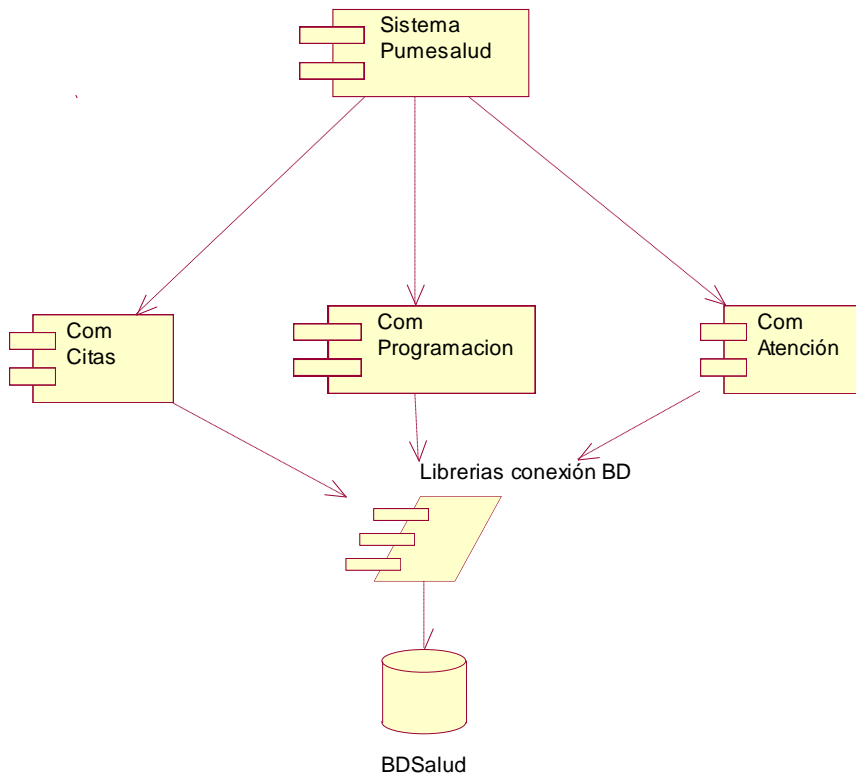 Sistema
Pumesalud
Com
Citas
Com
Programacion
Com
Atención
Librerias conexión BD
BDSalud